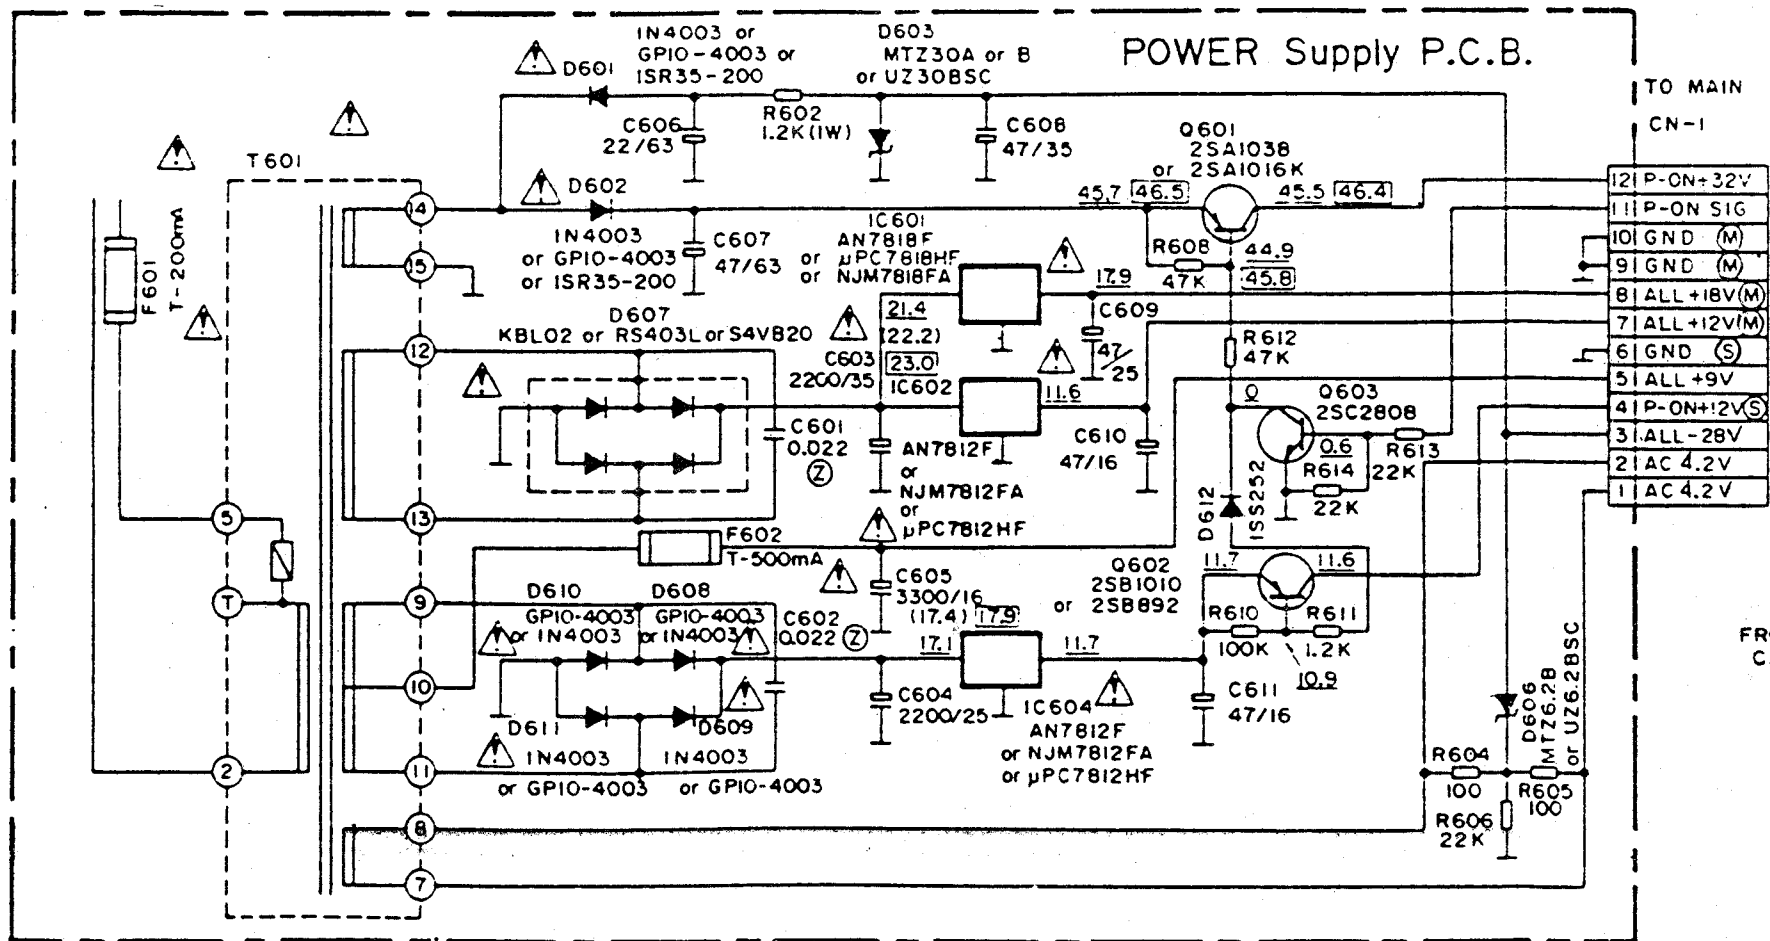 POWER Supply P.C.B.
1N4003 or
GP10-4003 or
ISR35-200
D601
D603
MTZ30A or B
or UZ30BSC
C606
22/63
R602
1.2K(1W)
C608
47/35
Q601
2SA1038
or 2SA1016K
TO MAIN
CN-1
T601
F601
T-200mA
14
15
12
13
5
T
9
10
11
2
8
7
D602
1N4003
or GP10-4003
or ISR35-200
C607
47/63
IC601
AN7818F
or µPC7818HF
or NJM7818FA
45.7
46.5
45.5
46.4
R608
47K
44.9
45.8
17.9
C609
47/25
21.4
(22.2)
23.0
D607
KBL02 or RS403L or S4VB20
C603
2200/35
IC602
11.6
C601
0.022
Z
AN7812F
or
NJM7812FA
or
µPC7812HF
C610
47/16
R612
47K
0
Q603
2SC2808
0.6
R613
22K
R614
22K
D612
1SS252
F602
T-500mA
C605
3300/16
(17.4)
17.9
17.1
11.7
Q602
2SB1010
or 2SB892
11.7
11.6
R610
100K
R611
1.2K
10.9
D610
GP10-4003
or 1N4003
D608
GP10-4003
or 1N4003
C602
0.022
Z
D611
1N4003
or GP10-4003
D609
1N4003
or GP10-4003
C604
2200/25
IC604
AN7812F
or NJM7812FA
or µPC7812HF
C611
47/16
D606
MTZ6.2B
or UZ6.2BSC
R604
100
R605
100
R606
22K
12 P-ON+32V
11 P-ON SIG
10 GND M
9 GND M
8 ALL +18V M
7 ALL +12V M
6 GND S
5 ALL +9V
4 P-ON+12V S
3 ALL-28V
2 AC 4.2V
1 AC 4.2V